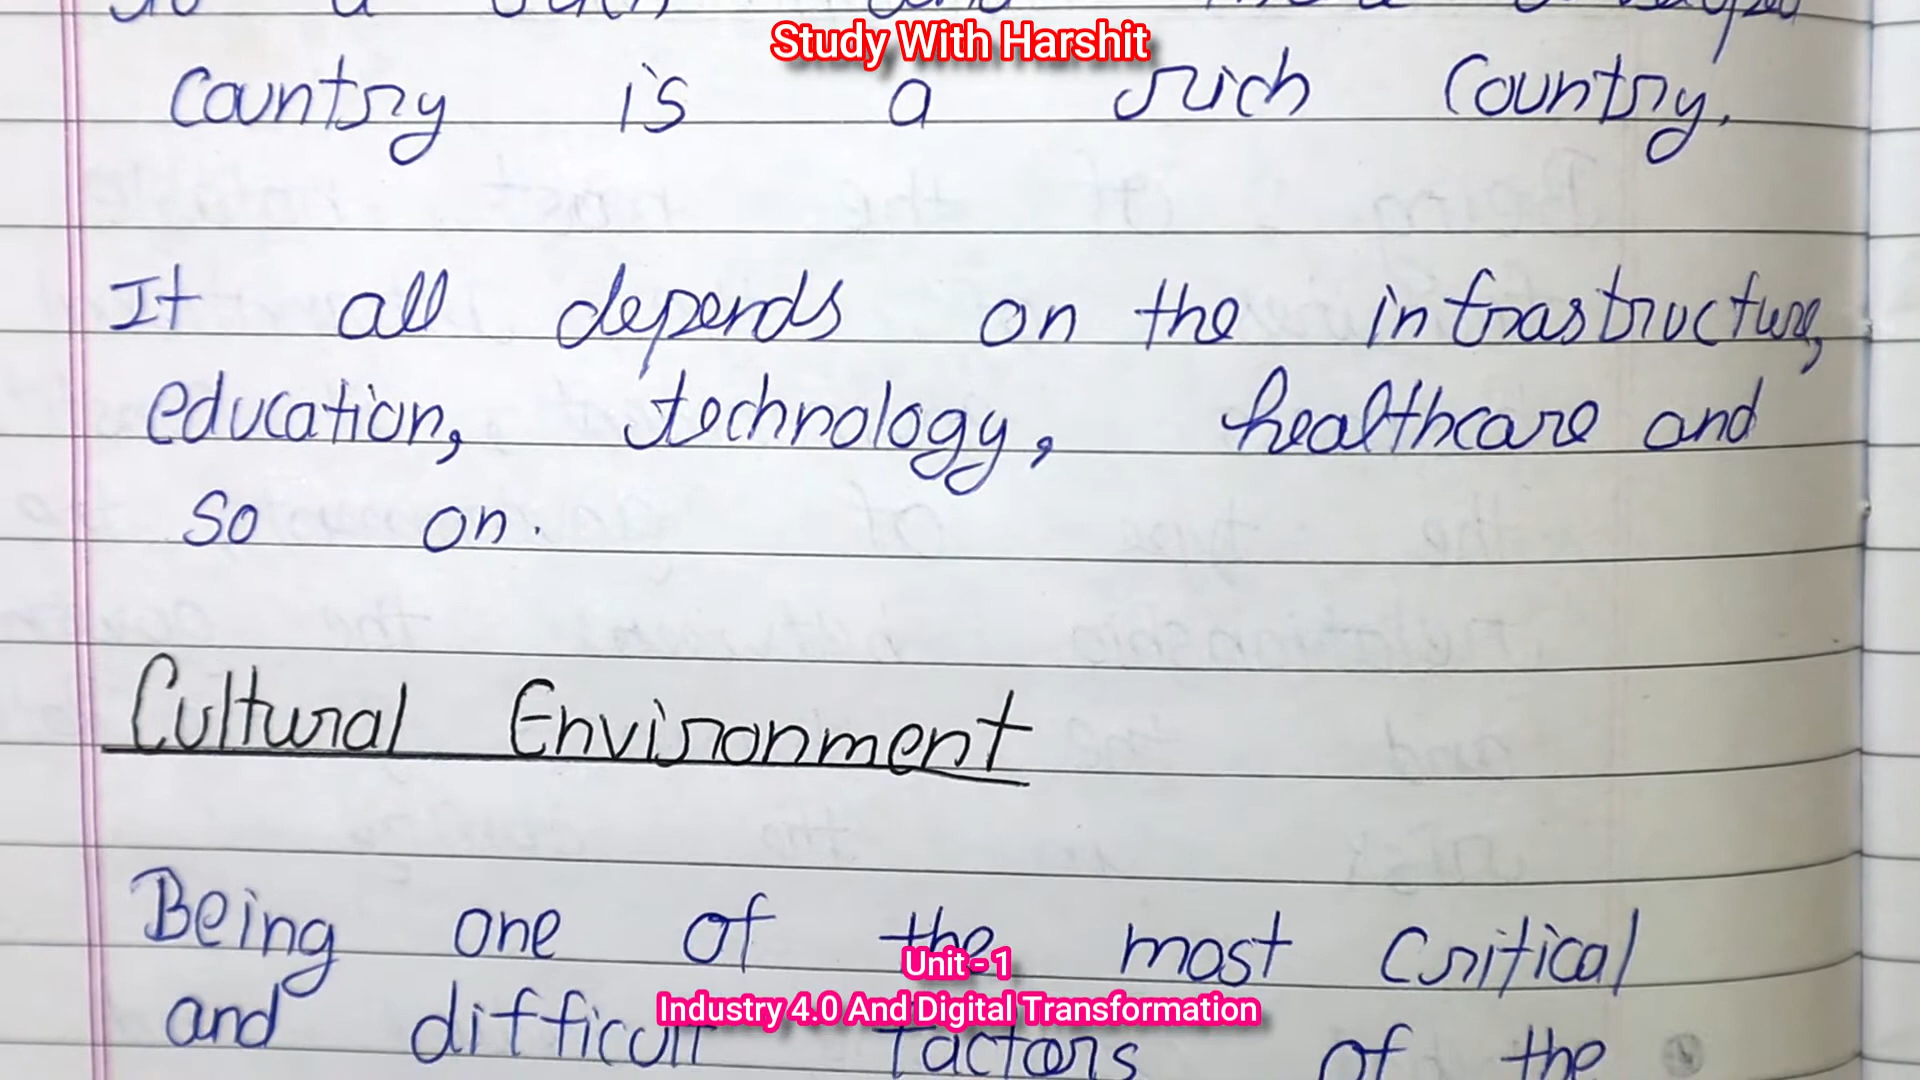 Study With Harshit
Country is a rich Country.
It all depends on the infrastructure,
education, technology, healthcare and
so on.
Cultural Environment
Being one of the most Critical
and difficult factors of the
Unit - 1
Industry 4.0 And Digital Transformation